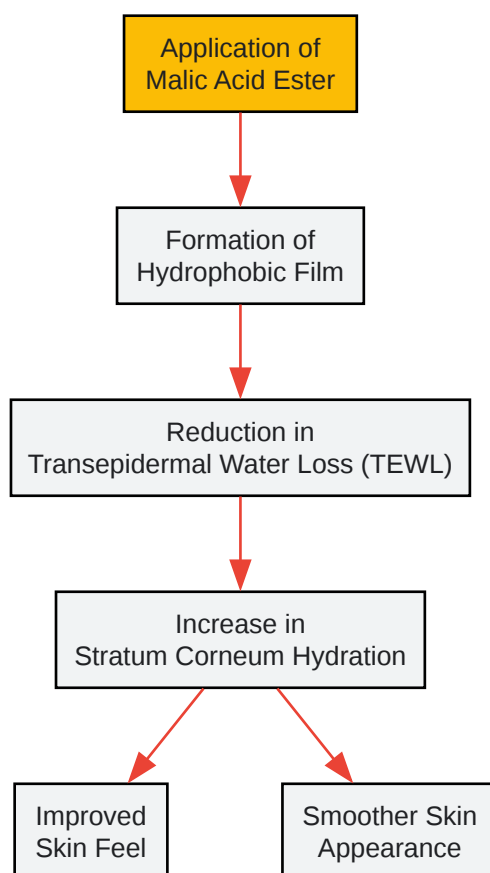 Application of
Malic Acid Ester
Formation of
Hydrophobic Film
Reduction in
Transepidermal Water Loss (TEWL)
Increase in
Stratum Corneum Hydration
Improved
Skin Feel
Smoother Skin
Appearance